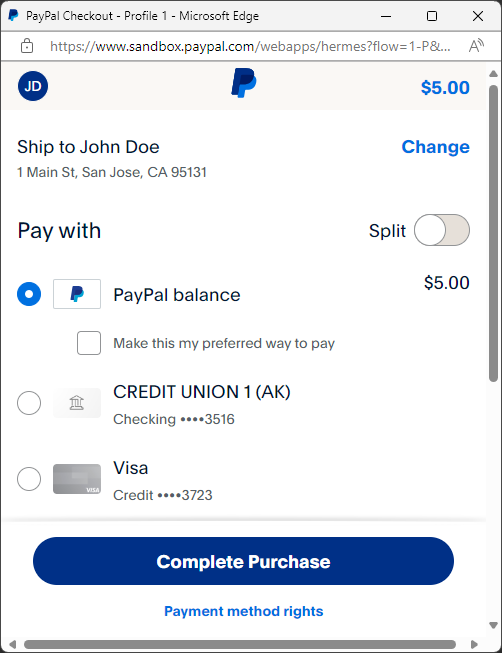 PayPal Checkout - Profile 1 - Microsoft Edge
https://www.sandbox.paypal.com/webapps/hermes?flow=1-P&... A
JD
$5.00
Ship to John Doe
Change
1 Main St, San Jose, CA 95131
Pay with
Split
PayPal balance
$5.00
Make this my preferred way to pay
CREDIT UNION 1 (AK)
Checking ••••3516
Visa
VISA
Credit ••••3723
Complete Purchase
Payment method rights